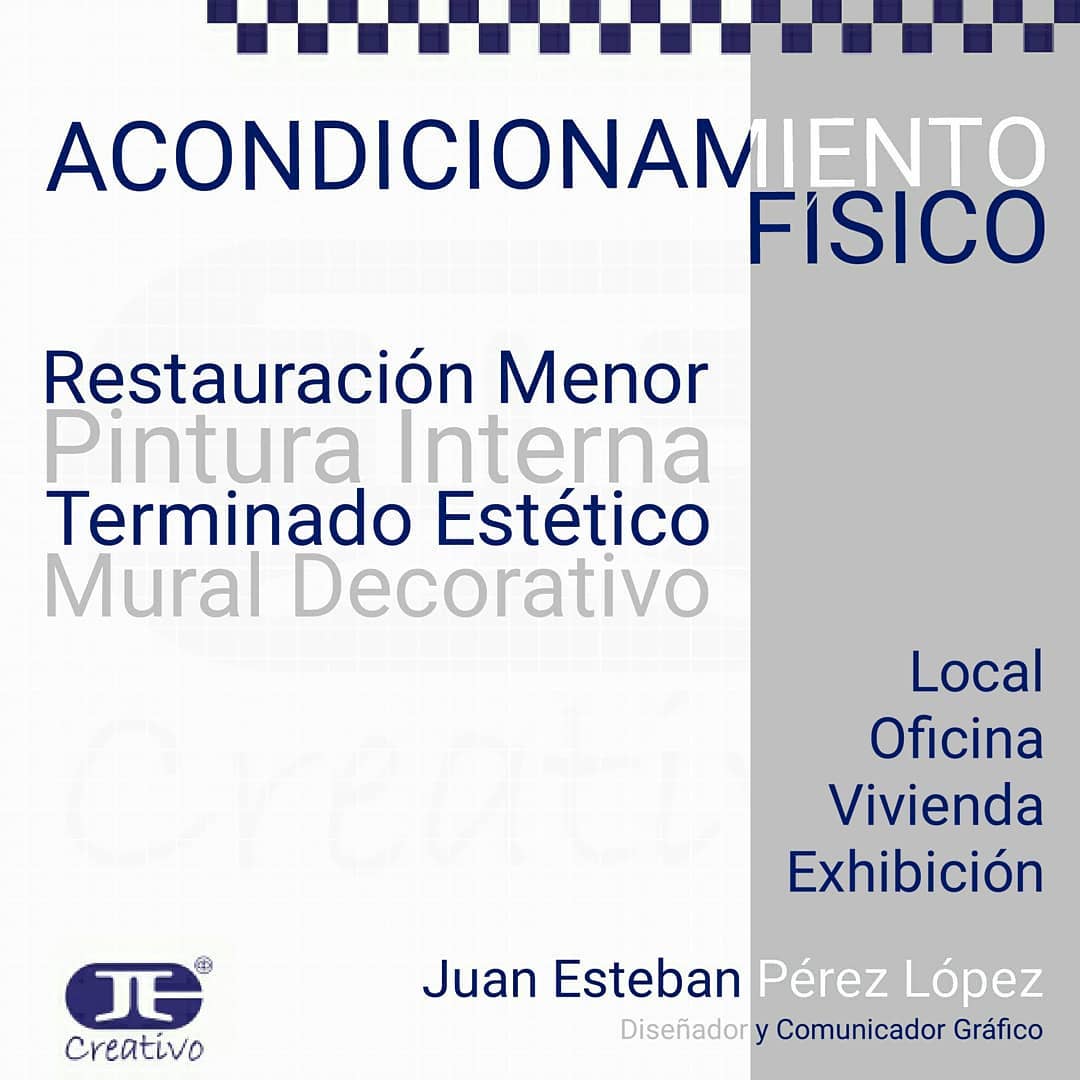 ACONDICIONAMIENTO
FÍSICO
Restauración Menor
Pintura Interna
Terminado Estético
Mural Decorativo
Local
Oficina
Vivienda
Exhibición
Juan Esteban Pérez López
Diseñador y Comunicador Gráfico
Creativo